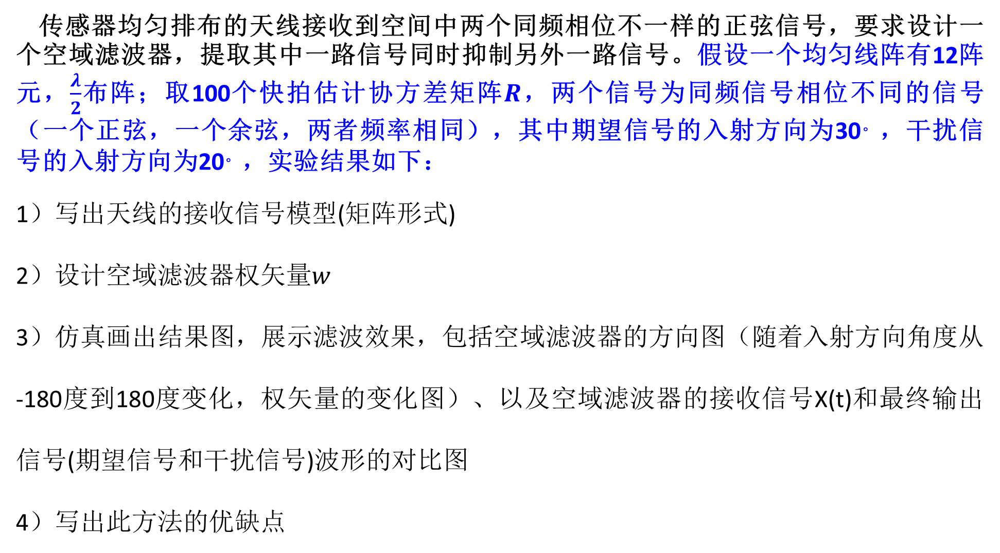 传感器均匀排布的天线接收到空间中两个同频相位不一样的正弦信号，要求设计一
个空域滤波器，提取其中一路信号同时抑制另外一路信号。假设一个均匀线阵有12阵
元，λ/2布阵；取100个快拍估计协方差矩阵R，两个信号为同频信号相位不同的信号
（一个正弦，一个余弦，两者频率相同），其中期望信号的入射方向为30°，干扰信
号的入射方向为20°，实验结果如下：
1）写出天线的接收信号模型(矩阵形式)
2）设计空域滤波器权矢量w
3）仿真画出结果图，展示滤波效果，包括空域滤波器的方向图（随着入射方向角度从
-180度到180度变化，权矢量的变化图）、以及空域滤波器的接收信号X(t)和最终输出
信号(期望信号和干扰信号)波形的对比图
4）写出此方法的优缺点